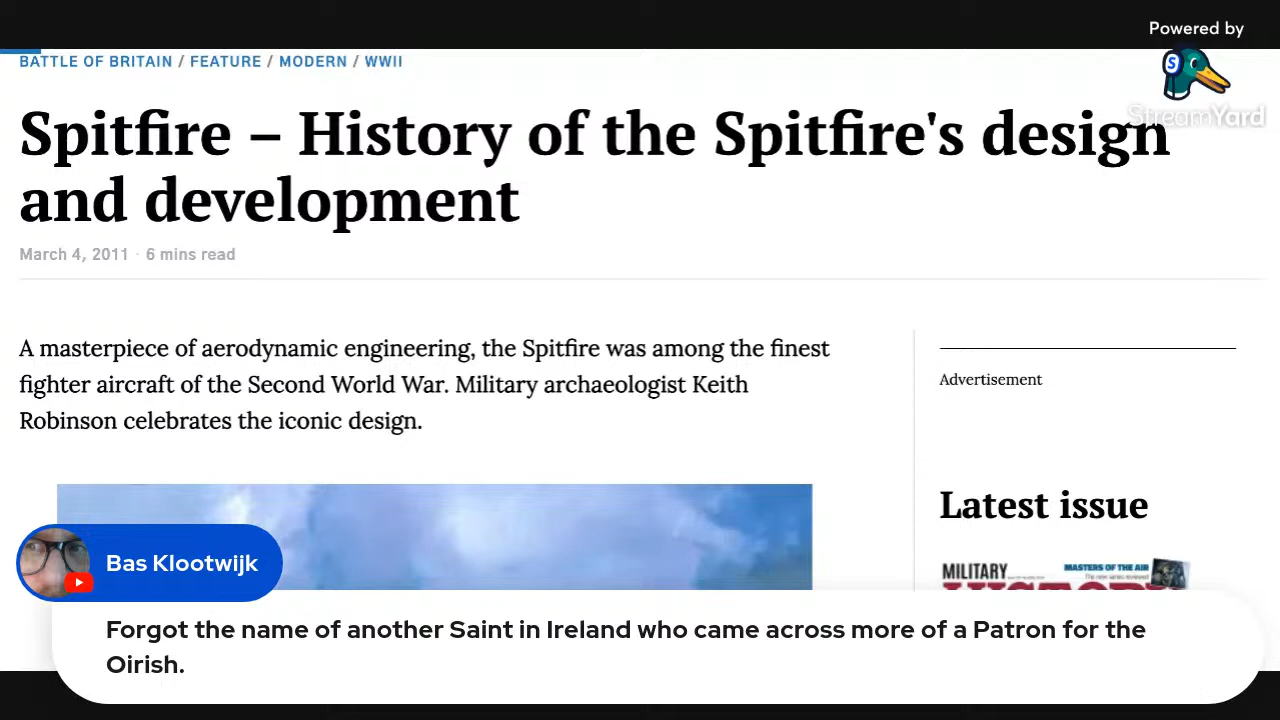 Powered by
StreamYard
BATTLE OF BRITAIN / FEATURE / MODERN / WWII
Spitfire – History of the Spitfire's design
and development
March 4, 2011 · 6 mins read
A masterpiece of aerodynamic engineering, the Spitfire was among the finest
fighter aircraft of the Second World War. Military archaeologist Keith
Robinson celebrates the iconic design.
Advertisement
Latest issue
MILITARY
MASTERS OF THE AIR
Bas Klootwijk
Forgot the name of another Saint in Ireland who came across more of a Patron for the
Oirish.